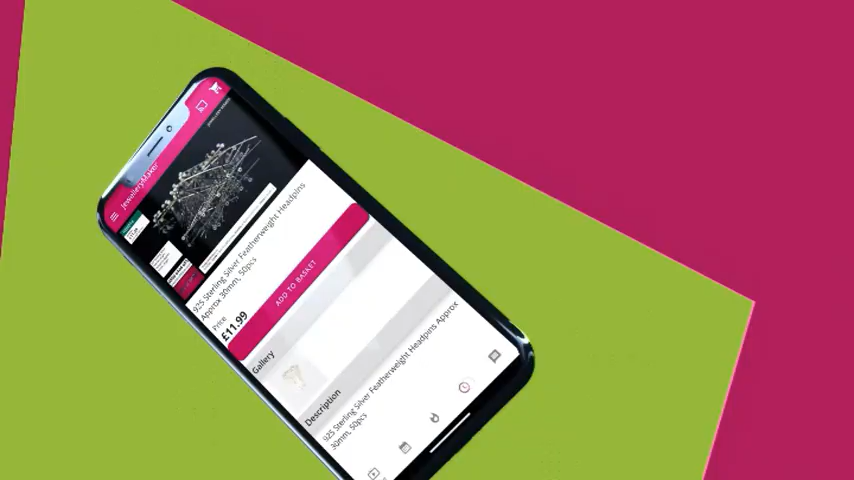 JewelleryMaker
925 Sterling Silver Featherweight Headpins
Approx 30mm, 50pcs
Price
£11.99
ADD TO BASKET
Gallery
Description
925 Sterling Silver Featherweight Headpins Approx
30mm, 50pcs